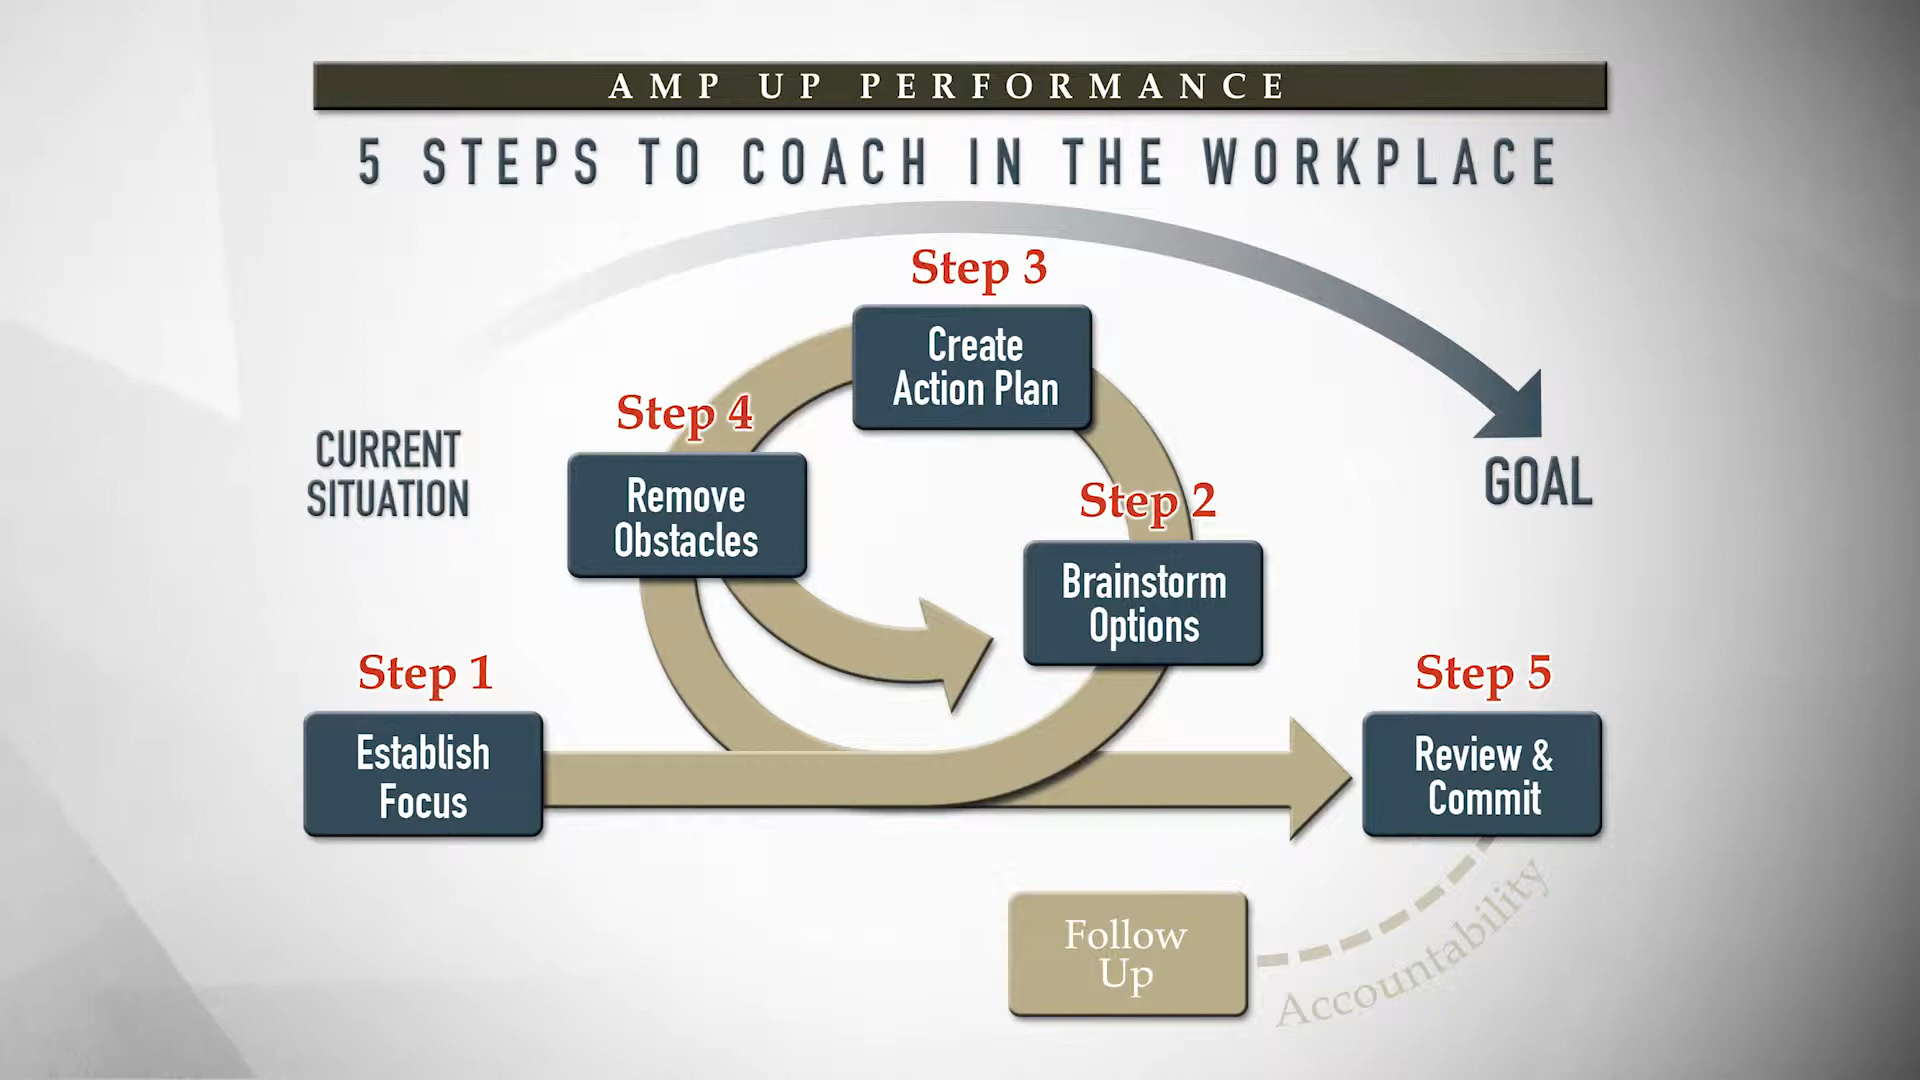 AMP UP PERFORMANCE
5 STEPS TO COACH IN THE WORKPLACE
Step 3
Create
Action Plan
Step 4
Remove
Obstacles
CURRENT
SITUATION
GOAL
Step 2
Brainstorm
Options
Step 1
Establish
Focus
Step 5
Review &
Commit
Follow
Up
Accountability